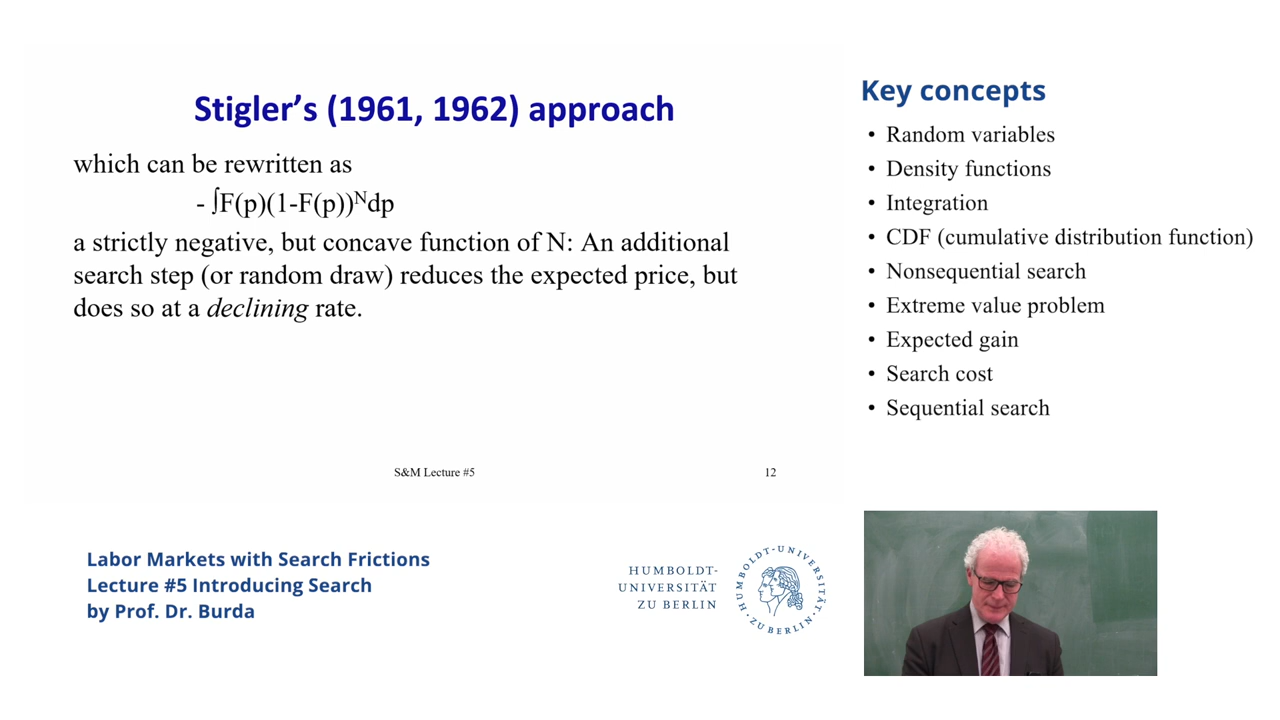 Stigler’s (1961, 1962) approach
which can be rewritten as
- ∫F(p)(1-F(p))ᴺdp
a strictly negative, but concave function of N: An additional
search step (or random draw) reduces the expected price, but
does so at a declining rate.
S&M Lecture #5
12
Key concepts
• Random variables
• Density functions
• Integration
• CDF (cumulative distribution function)
• Nonsequential search
• Extreme value problem
• Expected gain
• Search cost
• Sequential search
Labor Markets with Search Frictions
Lecture #5 Introducing Search
by Prof. Dr. Burda
HUMBOLDT-
UNIVERSITÄT
ZU BERLIN
HUMBOLDT-UNIVERSITÄT
· ZU BERLIN ·